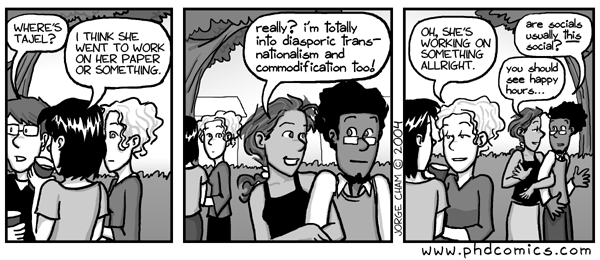 WHERE'S
TAJEL?
I THINK SHE
WENT TO WORK
ON HER PAPER
OR SOMETHING.
really? i'm totally
into diasporic trans-
nationalism and
commodification too!
JORGE CHAM © 2004
OH, SHE'S
WORKING ON
SOMETHING
ALLRIGHT.
are socials
usually this
social?
you should
see happy
hours...
www.phdcomics.com